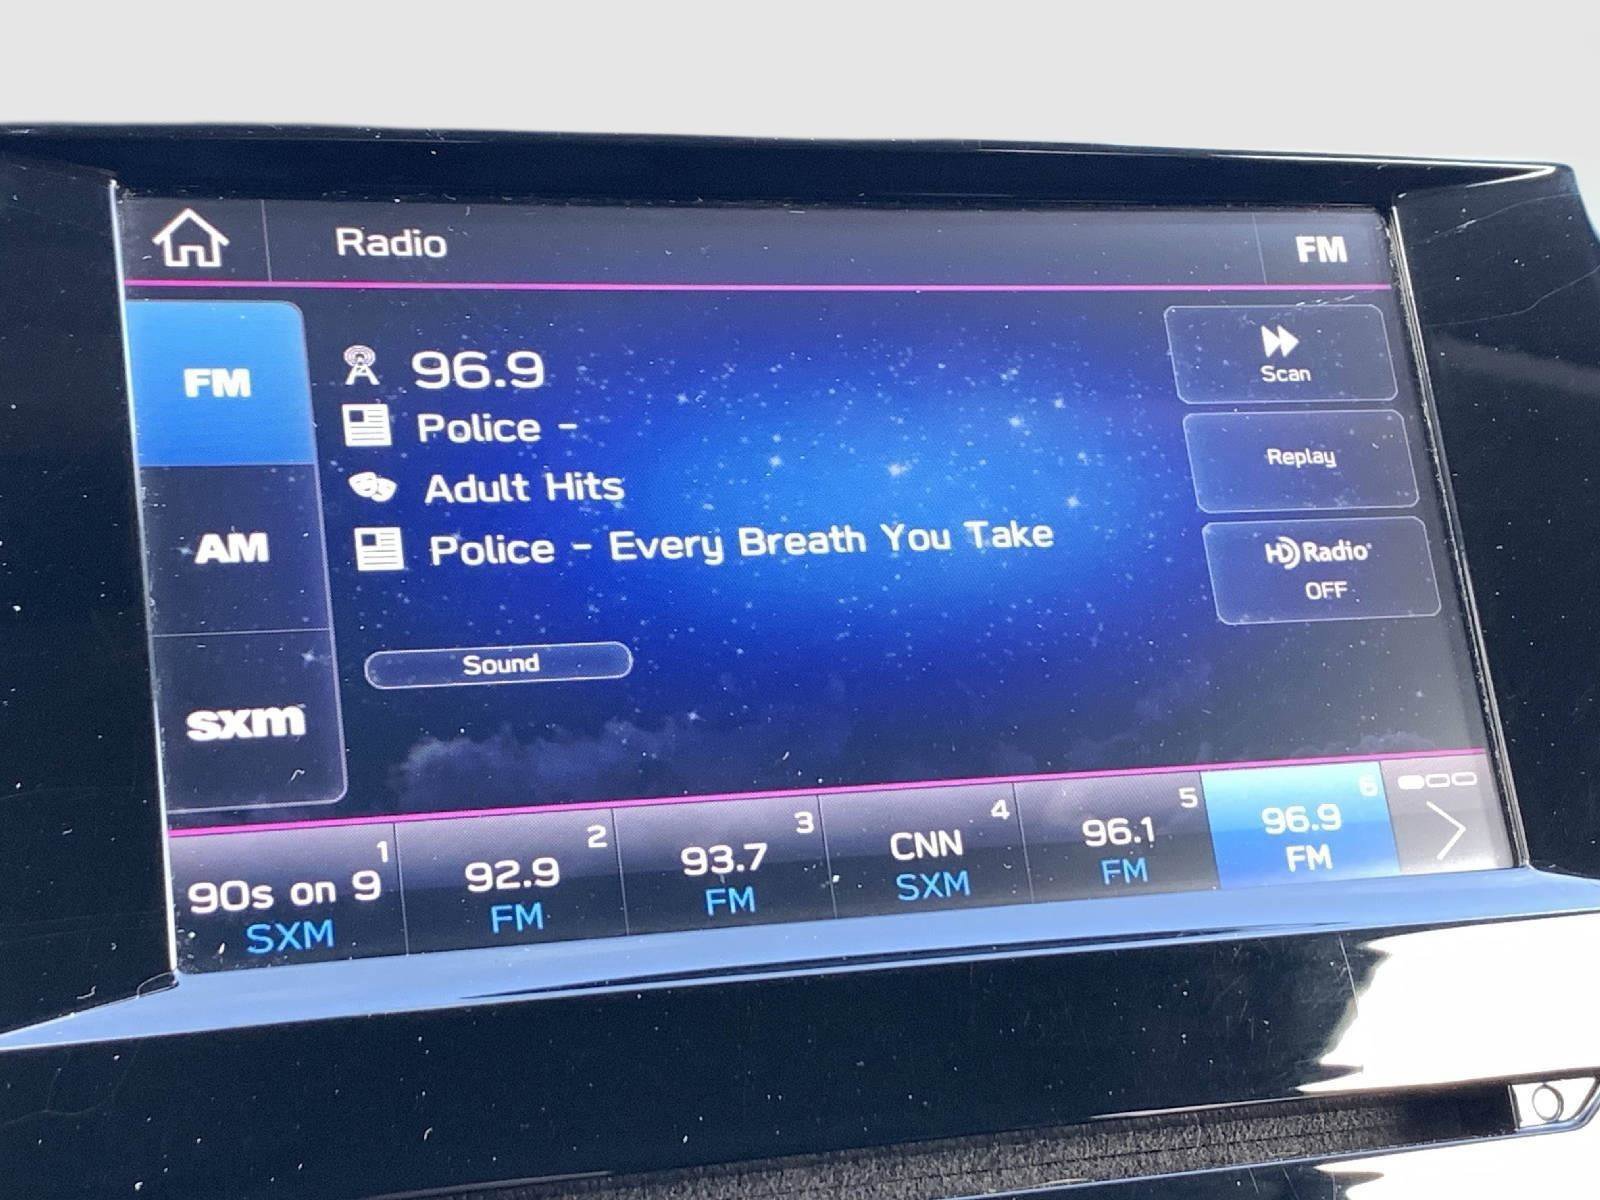 Radio
FM
FM
AM
sxm
96.9
Police -
Adult Hits
Police - Every Breath You Take
Sound
Scan
Replay
HD Radio
OFF
1
90s on 9
SXM
2
92.9
FM
3
93.7
FM
4
CNN
SXM
5
96.1
FM
6
96.9
FM